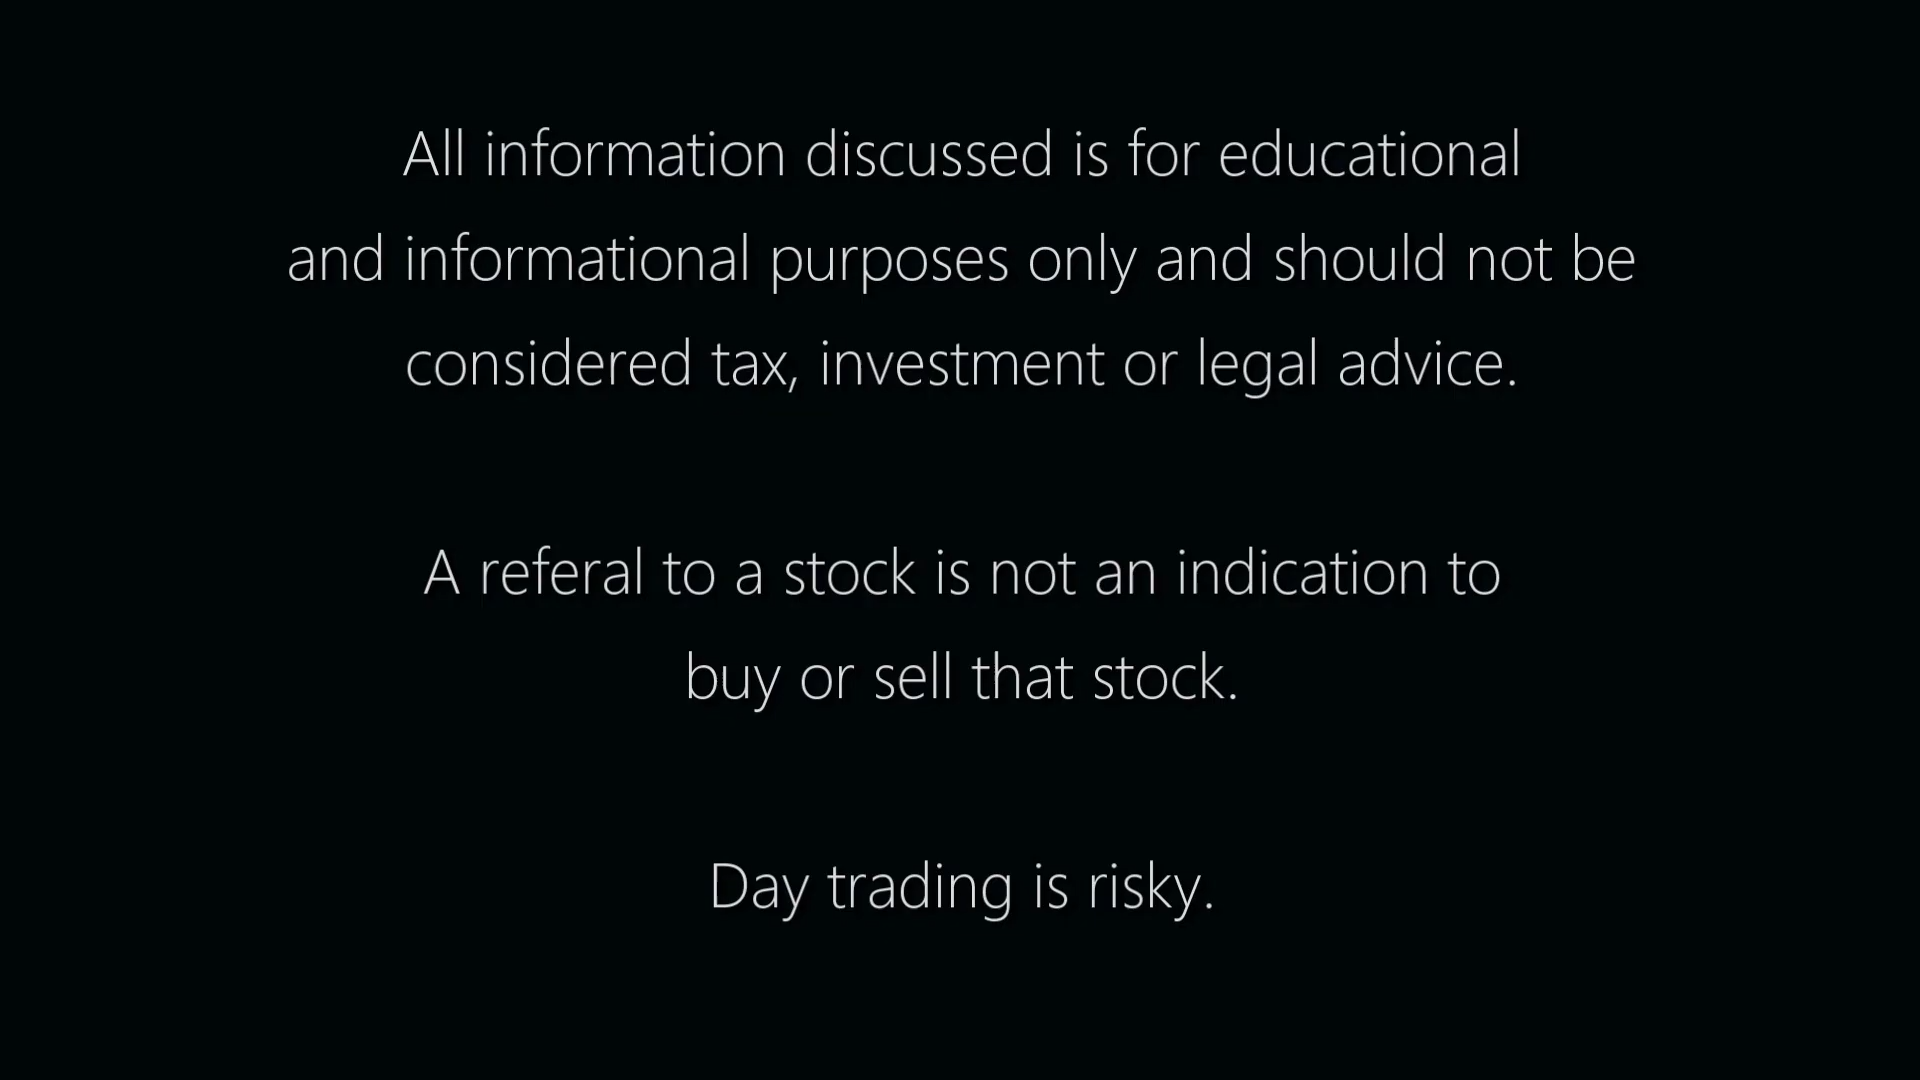 All information discussed is for educational
and informational purposes only and should not be
considered tax, investment or legal advice.
A referal to a stock is not an indication to
buy or sell that stock.
Day trading is risky.